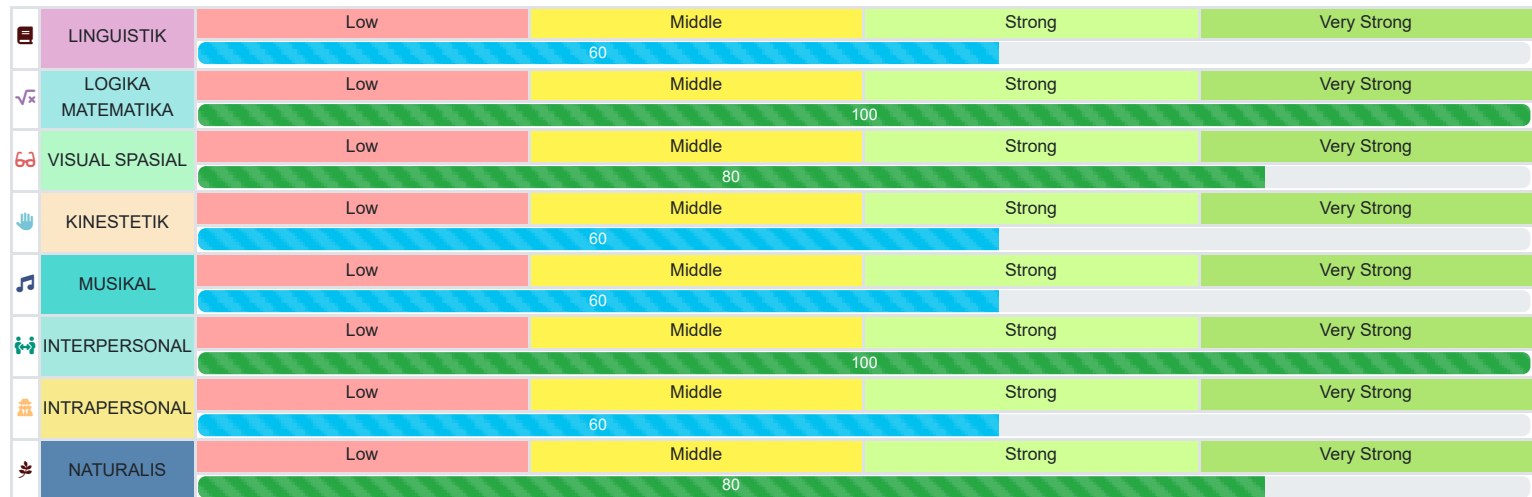 LINGUISTIK
Low Middle Strong Very Strong
60
LOGIKA
MATEMATIKA
Low Middle Strong Very Strong
100
VISUAL SPASIAL
Low Middle Strong Very Strong
80
KINESTETIK
Low Middle Strong Very Strong
60
MUSIKAL
Low Middle Strong Very Strong
60
INTERPERSONAL
Low Middle Strong Very Strong
100
INTRAPERSONAL
Low Middle Strong Very Strong
60
NATURALIS
Low Middle Strong Very Strong
80